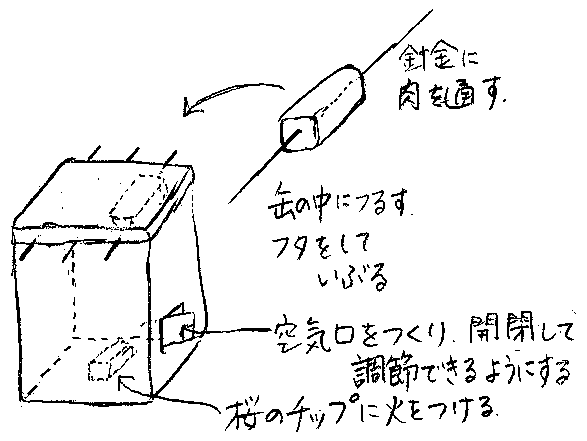 針金に
肉を通す.
缶の中につるす.
フタをして
いぶる
空気口をつくり、開閉して
調節できるようにする
桜のチップに火をつける.